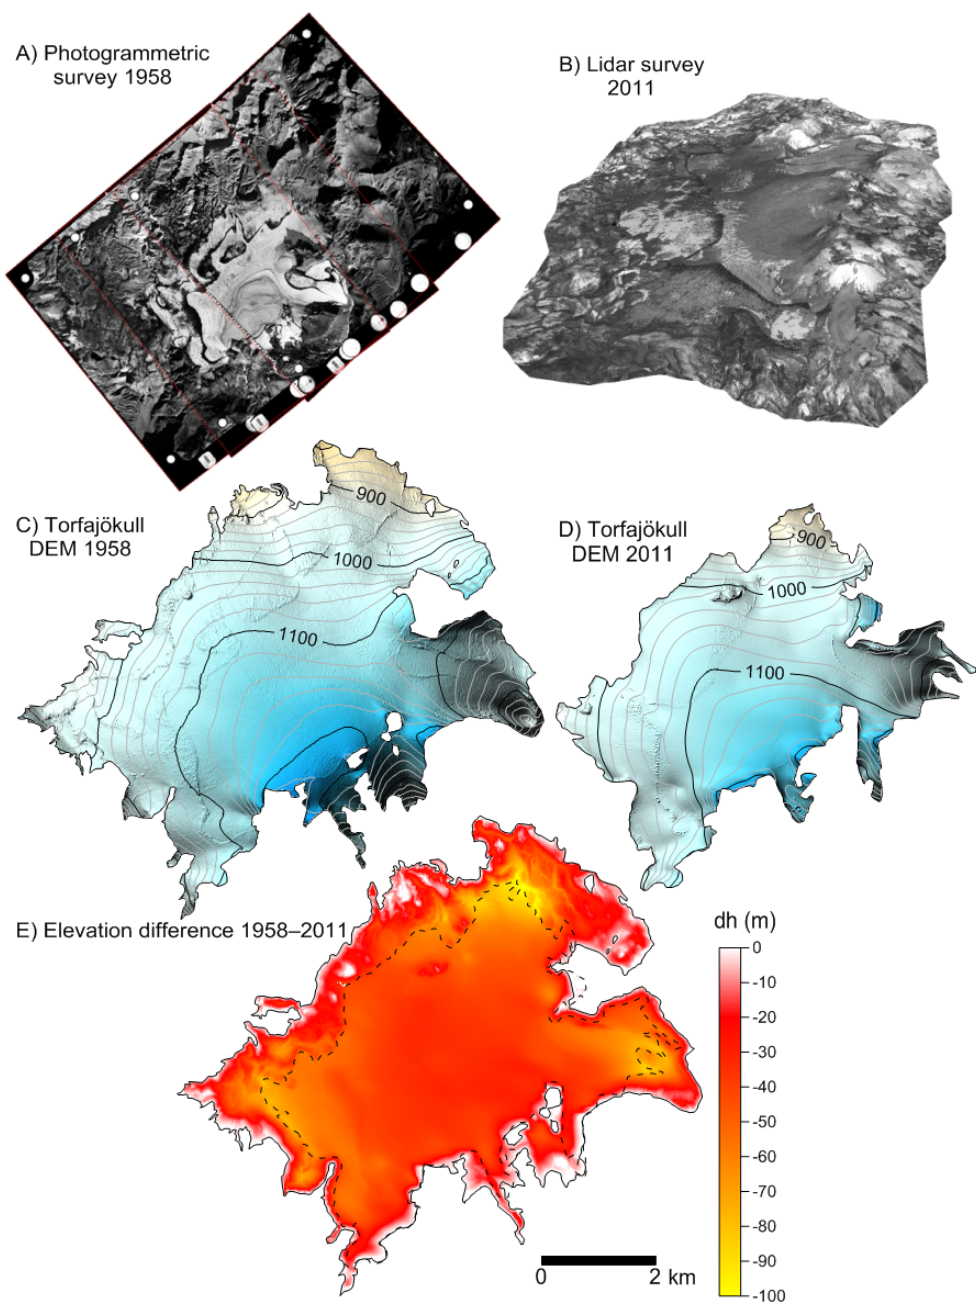 A) Photogrammetric
survey 1958
B) Lidar survey
2011
C) Torfajökull
DEM 1958
900
1000
1100
D) Torfajökull
DEM 2011
900
1000
1100
E) Elevation difference 1958–2011
dh (m)
0
-10
-20
-30
-40
-50
-60
-70
-80
-90
-100
0 2 km